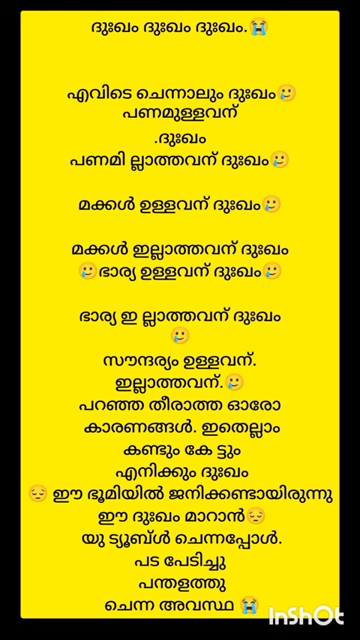 ദുഃഖം ദുഃഖം ദുഃഖം.😭
എവിടെ ചെന്നാലും ദുഃഖം🥲
പണമുള്ളവന്
.ദുഃഖം
പണമി ല്ലാത്തവന് ദുഃഖം🥲
മക്കൾ ഉള്ളവന് ദുഃഖം🥲
മക്കൾ ഇല്ലാത്തവന് ദുഃഖം
🥲ഭാര്യ ഉള്ളവന് ദുഃഖം🥲
ഭാര്യ ഇ ല്ലാത്തവന് ദുഃഖം
🥲
സൗന്ദര്യം ഉള്ളവന്.
ഇല്ലാത്തവന്.🥲
പറഞ്ഞ തീരാത്ത ഓരോ
കാരണങ്ങൾ. ഇതെല്ലാം
കണ്ടും കേ ട്ടും
എനിക്കും ദുഃഖം
😔 ഈ ഭൂമിയിൽ ജനിക്കണ്ടായിരുന്നു
ഈ ദുഃഖം മാറാൻ😔
യു ട്യൂബ്ൾ ചെന്നപ്പോൾ.
പട പേടിച്ചു
പന്തളത്തു
ചെന്ന അവസ്ഥ 😭
InShOt